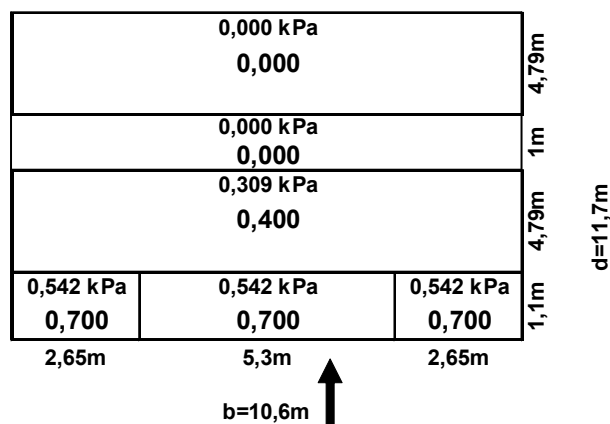 0,000 kPa
0,000
4,79m
0,000 kPa
0,000
1m
0,309 kPa
0,400
4,79m
d=11,7m
0,542 kPa 0,542 kPa 0,542 kPa
0,700 0,700 0,700
1,1m
2,65m 5,3m 2,65m
b=10,6m